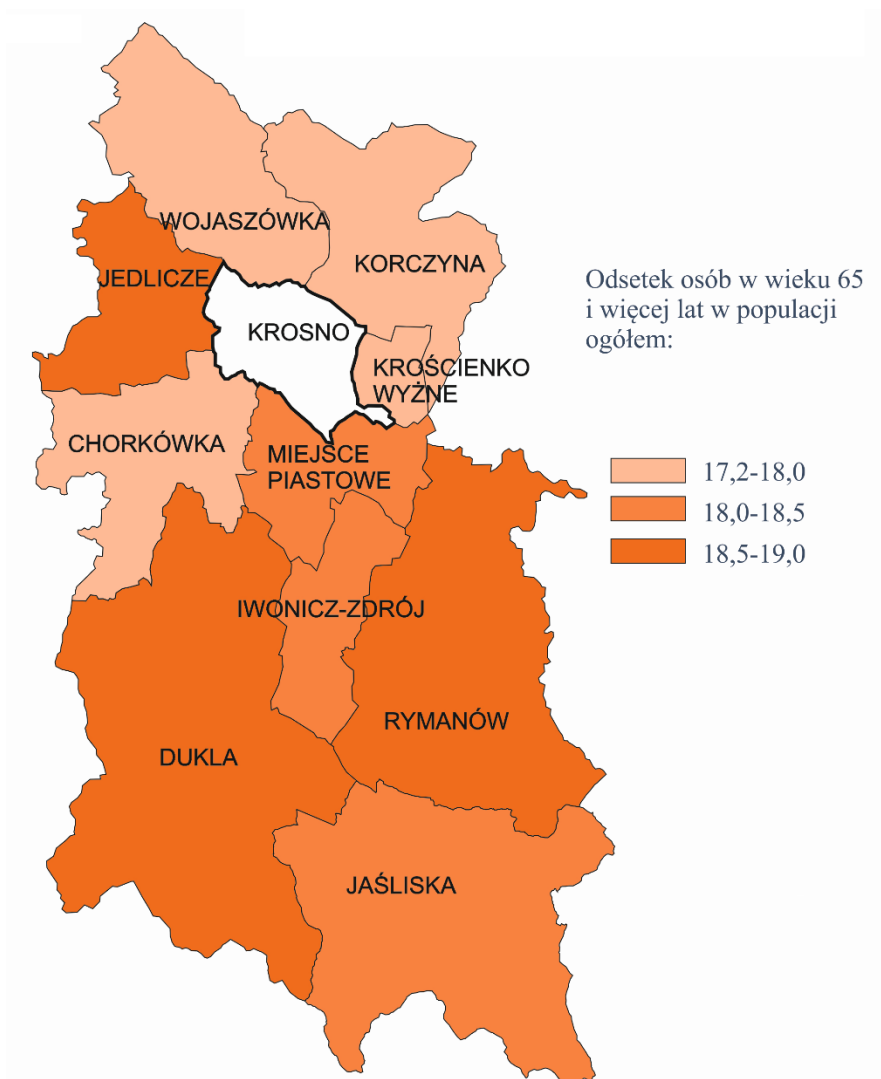 WOJASZÓWKA
KORCZYNA
JEDLICZE
KROSNO
KROŚCIENKO
WYŻNE
CHORKÓWKA
MIEJSCE
PIASTOWE
IWONICZ-ZDRÓJ
RYMANÓW
DUKLA
JAŚLISKA
Odsetek osób w wieku 65
i więcej lat w populacji
ogółem:
17,2-18,0
18,0-18,5
18,5-19,0